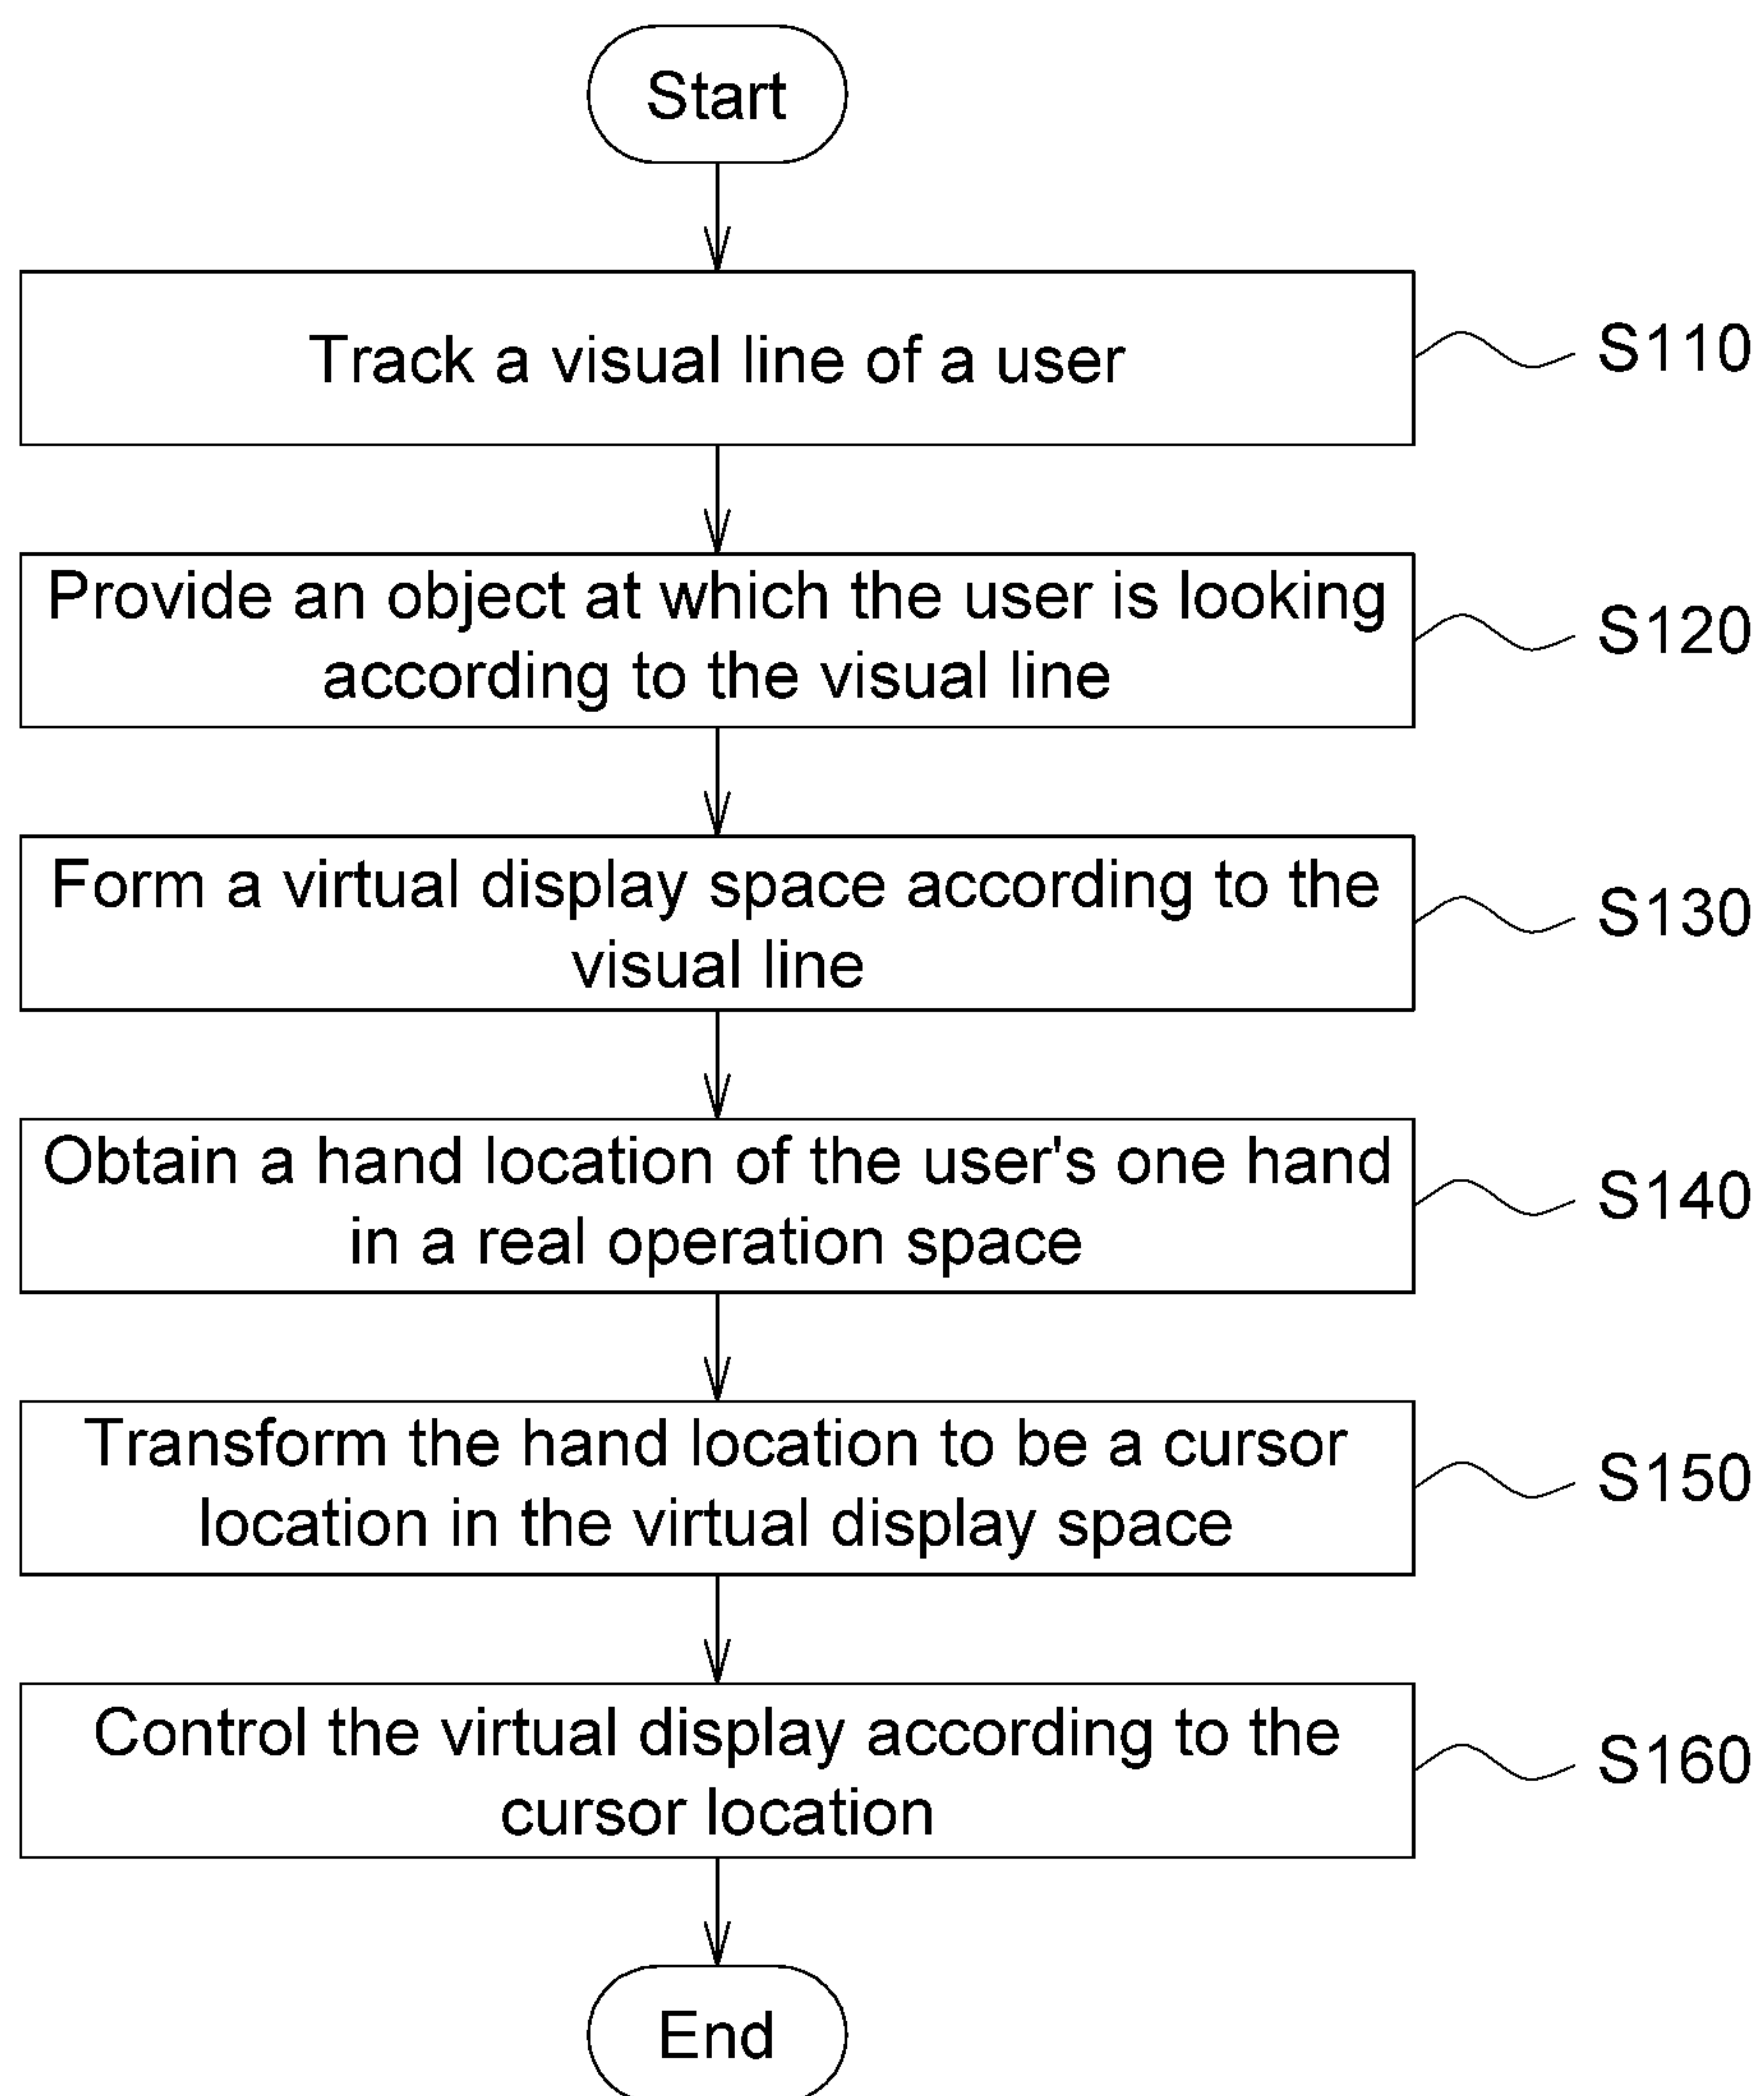 Start
Track a visual line of a user
S110
Provide an object at which the user is looking
according to the visual line
S120
Form a virtual display space according to the
visual line
S130
Obtain a hand location of the user's one hand
in a real operation space
S140
Transform the hand location to be a cursor
location in the virtual display space
S150
Control the virtual display according to the
cursor location
S160
End